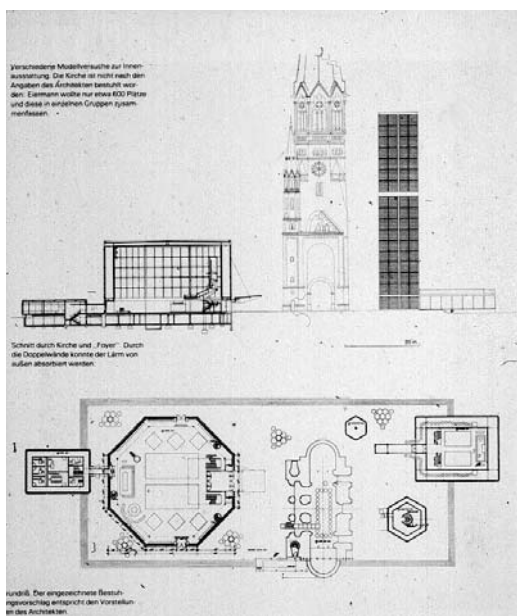 Verschiedene Modellversuche zur Innen-
ausstattung. Die Kirche ist nicht nach den
Angaben des Architekten bestuhlt wor-
den. Eiermann wollte nur etwa 600 Plätze
und diese in einzelnen Gruppen zusam-
menfassen.
20 m
Schnitt durch Kirche und „Foyer“. Durch
die Doppelwände konnte der Lärm von
außen absorbiert werden.
rundriß. Der eingezeichnete Bestuh-
ngsvorschlag entspricht den Vorstellun-
en des Architekten.